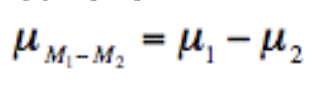 μ_{M₁−M₂} = μ₁ − μ₂